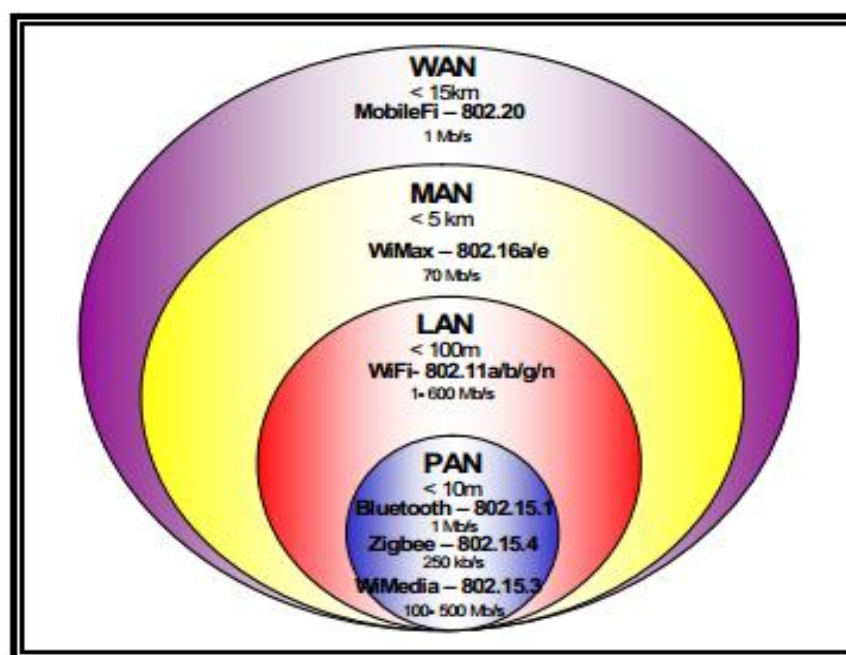 WAN
< 15km
MobileFi – 802.20
1 Mb/s
MAN
< 5 km
WiMax – 802.16a/e
70 Mb/s
LAN
< 100m
WiFi- 802.11a/b/g/n
1- 600 Mb/s
PAN
< 10m
Bluetooth – 802.15.1
1 Mb/s
Zigbee – 802.15.4
250 kb/s
WiMedia – 802.15.3
100- 500 Mb/s